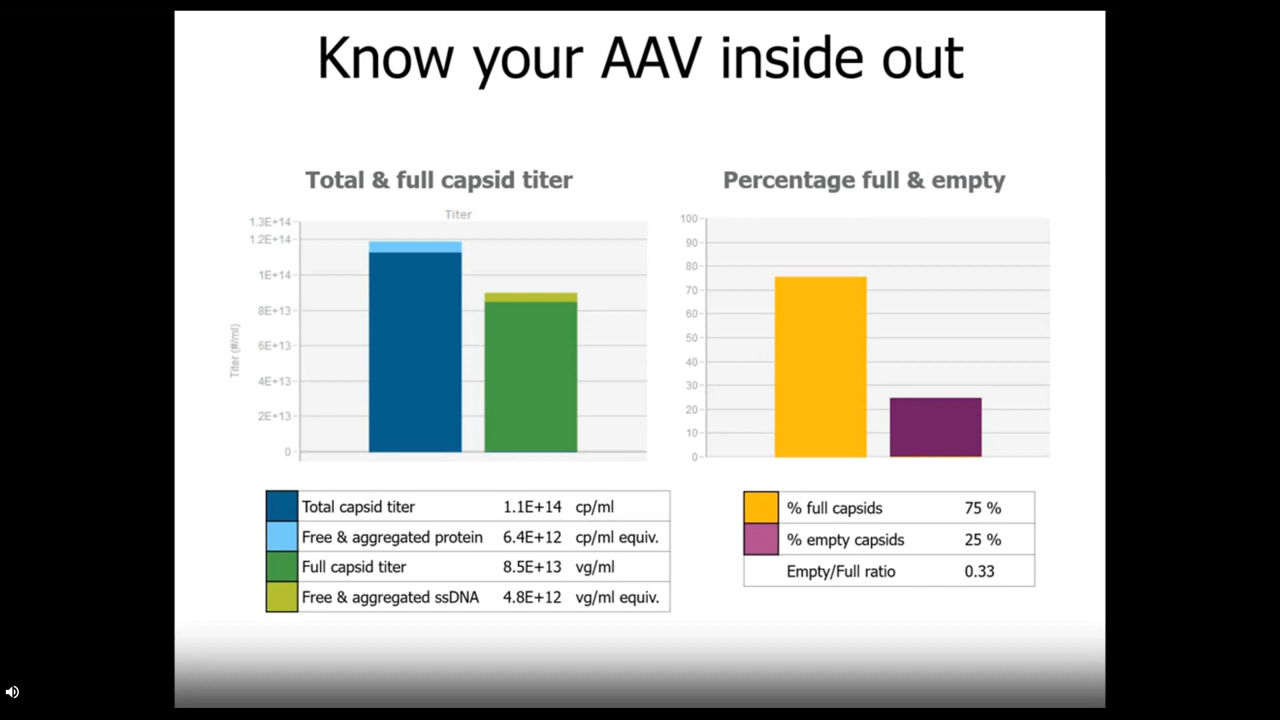 Know your AAV inside out
Total & full capsid titer
Titer
1.3E+14
1.2E+14
1E+14
8E+13
6E+13
4E+13
2E+13
0
Titer (#/ml)
Total capsid titer 1.1E+14 cp/ml
Free & aggregated protein 6.4E+12 cp/ml equiv.
Full capsid titer 8.5E+13 vg/ml
Free & aggregated ssDNA 4.8E+12 vg/ml equiv.
Percentage full & empty
100
90
80
70
60
50
40
30
20
10
0
% full capsids 75 %
% empty capsids 25 %
Empty/Full ratio 0.33